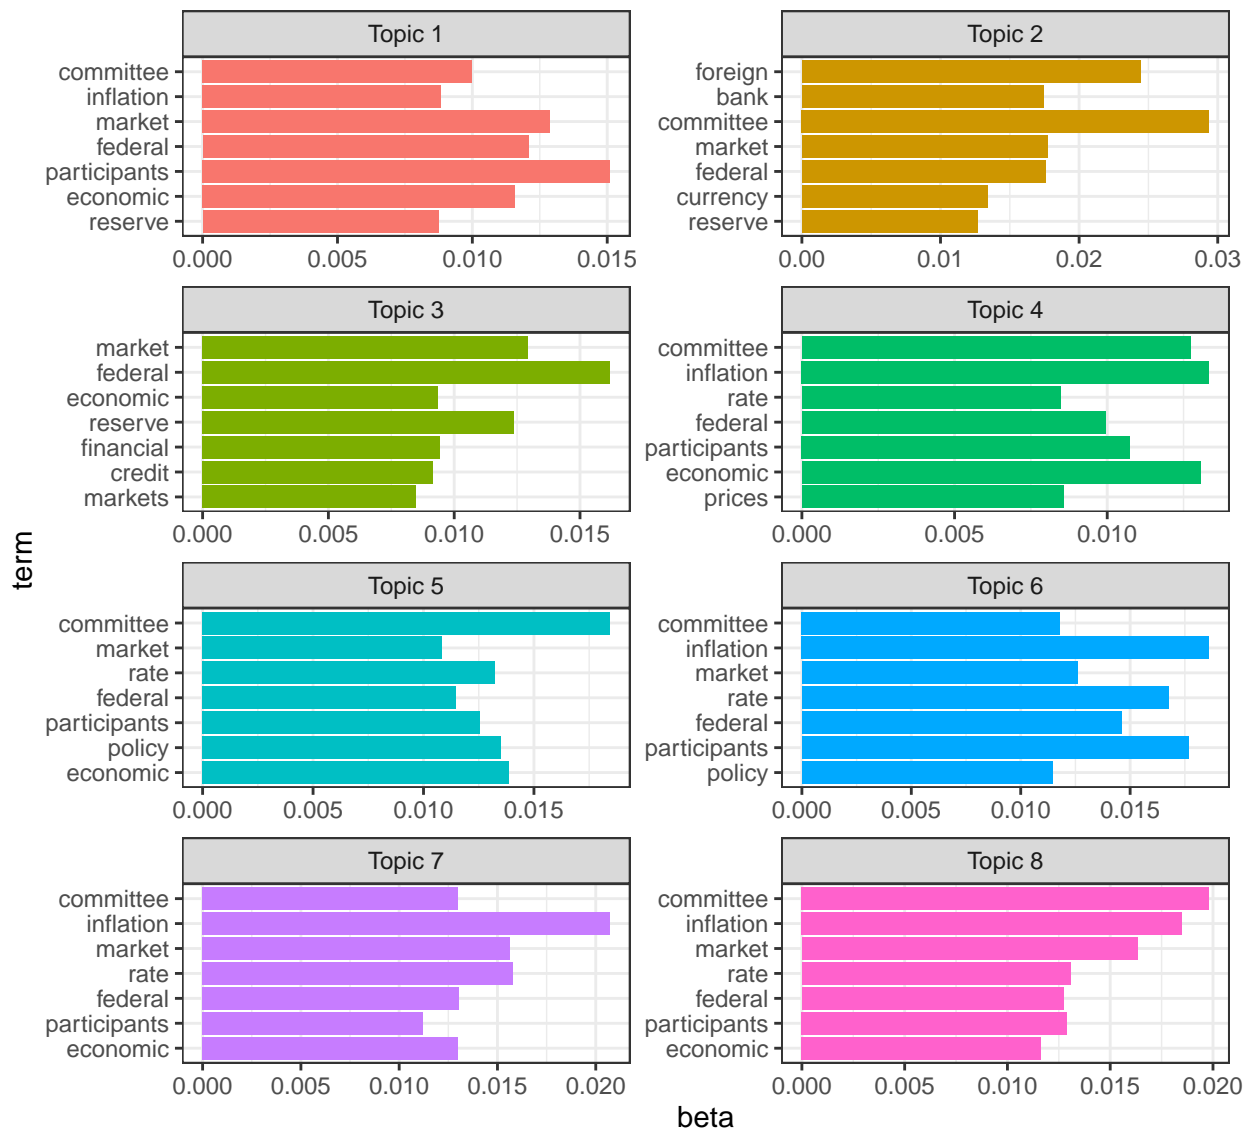 Topic 1
committee
inflation
market
federal
participants
economic
reserve
0.000 0.005 0.010 0.015
Topic 2
foreign
bank
committee
market
federal
currency
reserve
0.00 0.01 0.02 0.03
Topic 3
market
federal
economic
reserve
financial
credit
markets
0.000 0.005 0.010 0.015
Topic 4
committee
inflation
rate
federal
participants
economic
prices
0.000 0.005 0.010
term
Topic 5
committee
market
rate
federal
participants
policy
economic
0.000 0.005 0.010 0.015
Topic 6
committee
inflation
market
rate
federal
participants
policy
0.000 0.005 0.010 0.015
Topic 7
committee
inflation
market
rate
federal
participants
economic
0.000 0.005 0.010 0.015 0.020
Topic 8
committee
inflation
market
rate
federal
participants
economic
0.000 0.005 0.010 0.015 0.020
beta